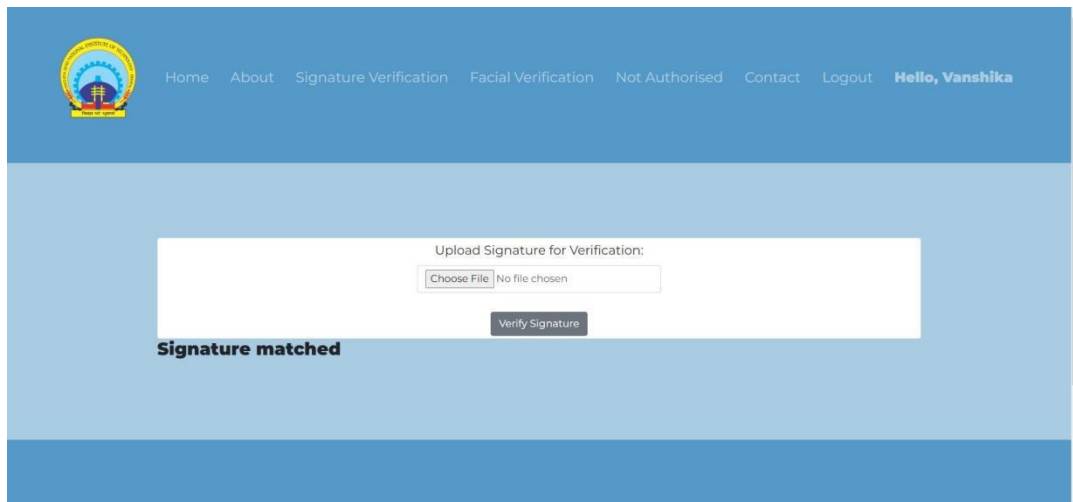 Home About Signature Verification Facial Verification Not Authorised Contact Logout Hello, Vanshika
Upload Signature for Verification:
Choose File No file chosen
Verify Signature
Signature matched